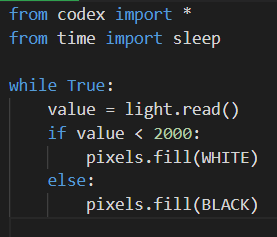 from codex import *
from time import sleep

while True:
    value = light.read()
    if value < 2000:
        pixels.fill(WHITE)
    else:
        pixels.fill(BLACK)